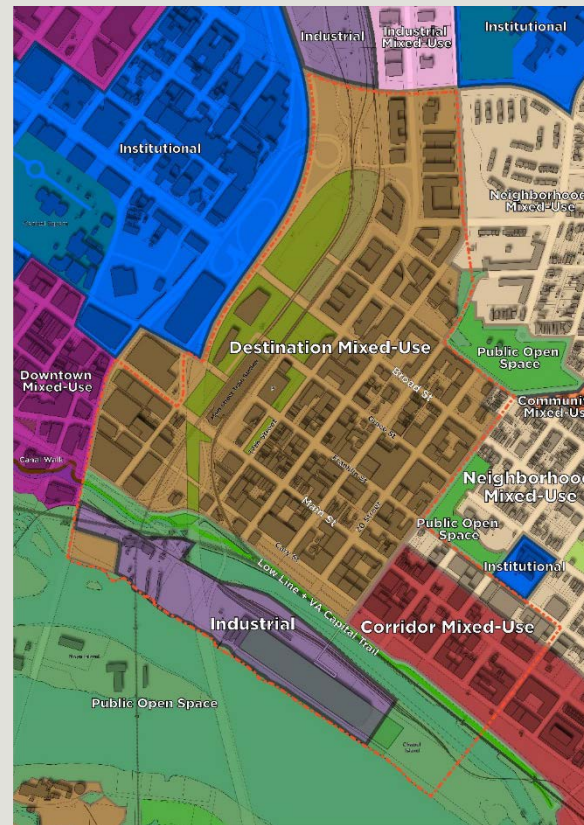 Industrial
Industrial
Mixed-Use
Institutional
Institutional
Neighborhood
Mixed-Use
Destination Mixed-Use
Public Open
Space
Downtown
Mixed-Use
Broad St
Main St
Canal Walk
Neighborhood
Mixed-Use
Public Open
Space
Institutional
Low Line + VA Capital Trail
Industrial
Corridor Mixed-Use
Public Open Space
Chapel
Island